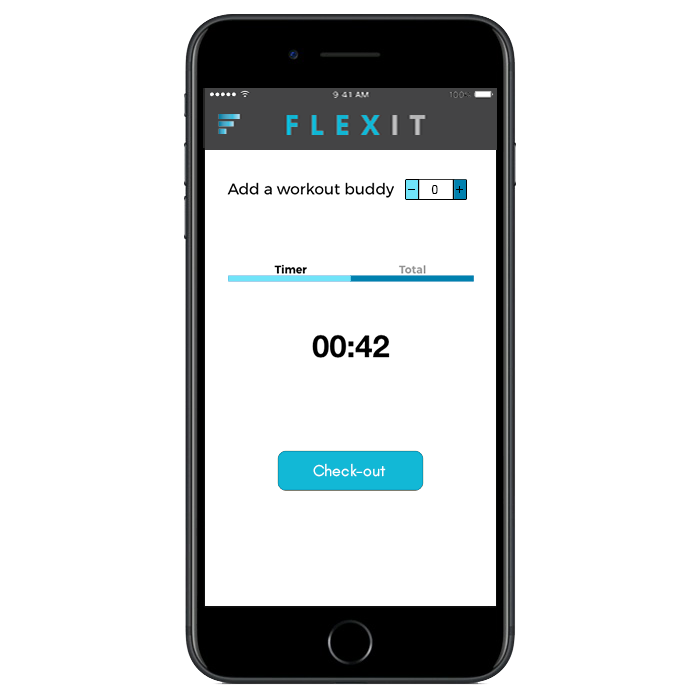 9 41 AM 100%
FLEXIT
Add a workout buddy - 0 +
Timer Total
00:42
Check-out